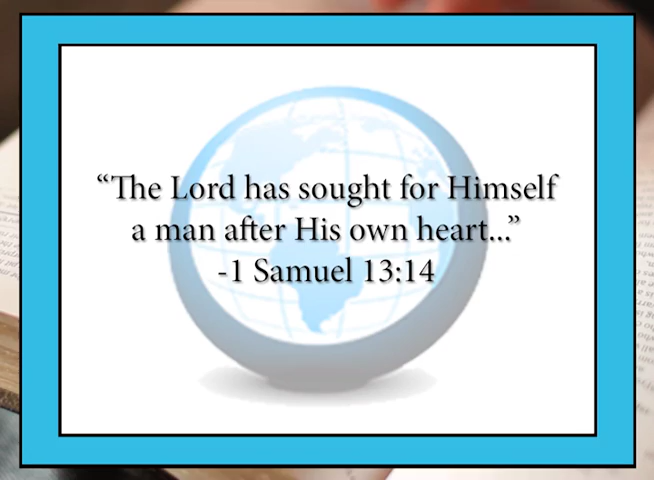 “The Lord has sought for Himself
a man after His own heart...”
-1 Samuel 13:14